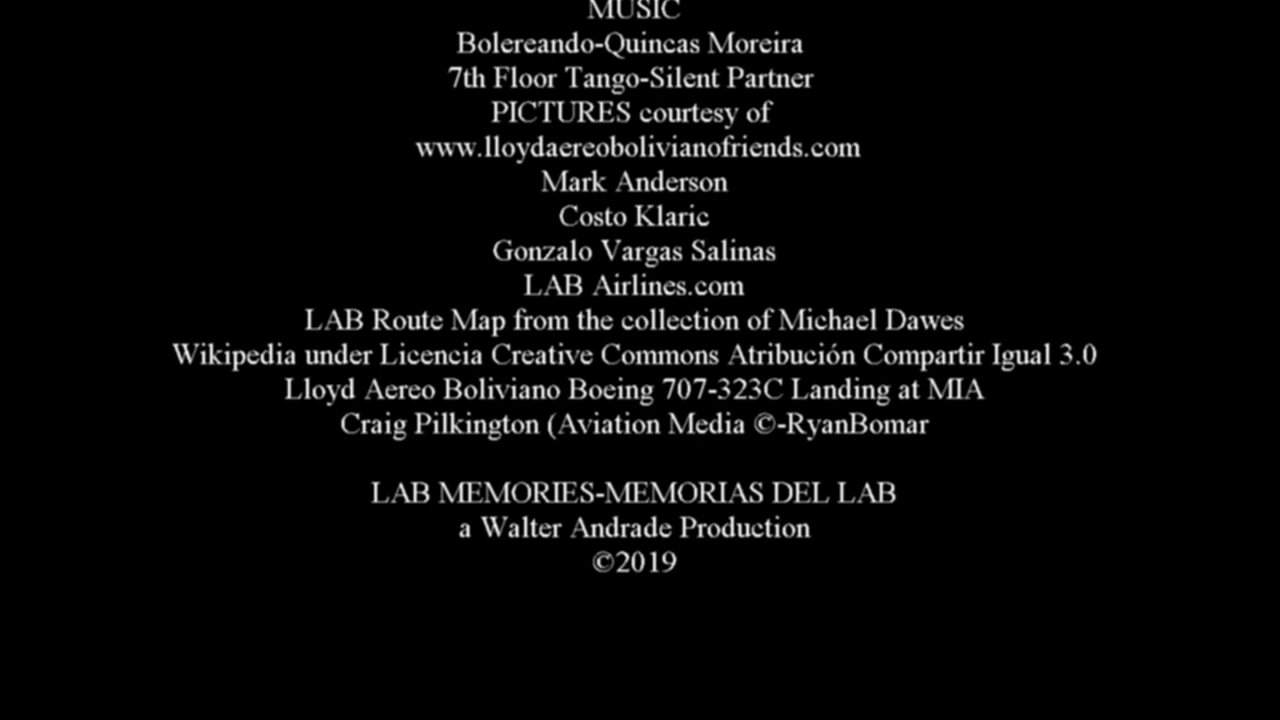 MUSIC
Bolereando-Quincas Moreira
7th Floor Tango-Silent Partner
PICTURES courtesy of
www.lloydaereobolivianofriends.com
Mark Anderson
Costo Klaric
Gonzalo Vargas Salinas
LAB Airlines.com
LAB Route Map from the collection of Michael Dawes
Wikipedia under Licencia Creative Commons Atribución Compartir Igual 3.0
Lloyd Aereo Boliviano Boeing 707-323C Landing at MIA
Craig Pilkington (Aviation Media ©-RyanBomar
LAB MEMORIES-MEMORIAS DEL LAB
a Walter Andrade Production
©2019